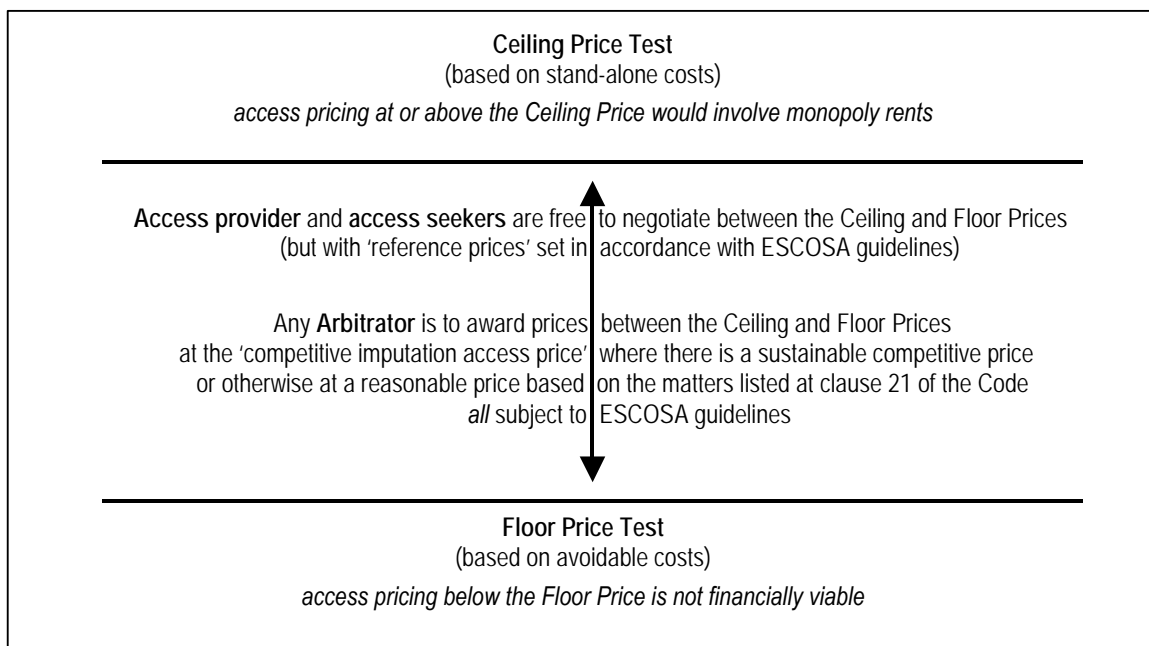 Ceiling Price Test
(based on stand-alone costs)
access pricing at or above the Ceiling Price would involve monopoly rents
Access provider and access seekers are free to negotiate between the Ceiling and Floor Prices
(but with ‘reference prices’ set in accordance with ESCOSA guidelines)
Any Arbitrator is to award prices between the Ceiling and Floor Prices
at the ‘competitive imputation access price’ where there is a sustainable competitive price
or otherwise at a reasonable price based on the matters listed at clause 21 of the Code
all subject to ESCOSA guidelines
Floor Price Test
(based on avoidable costs)
access pricing below the Floor Price is not financially viable